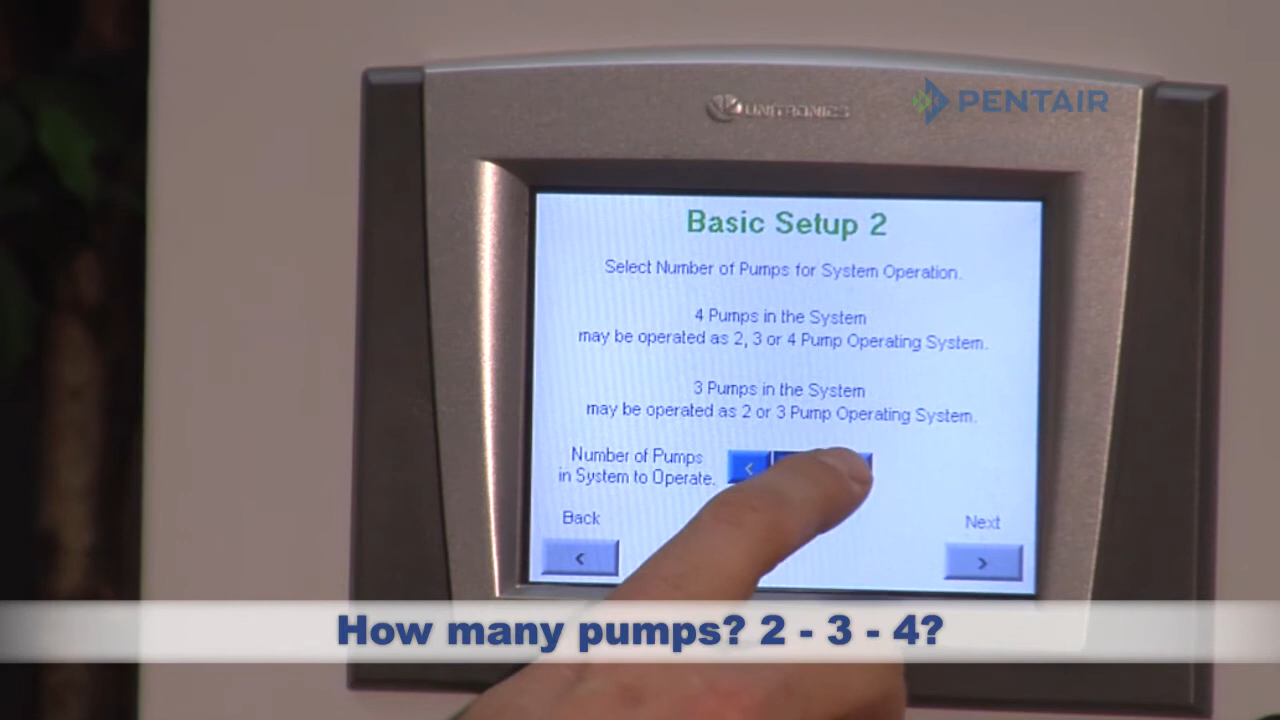 UNITRONICS
PENTAIR
Basic Setup 2
Select Number of Pumps for System Operation.
4 Pumps in the System
may be operated as 2, 3 or 4 Pump Operating System.
3 Pumps in the System
may be operated as 2 or 3 Pump Operating System.
Number of Pumps
in System to Operate.
<
Back
Next
<
>
How many pumps? 2 - 3 - 4?